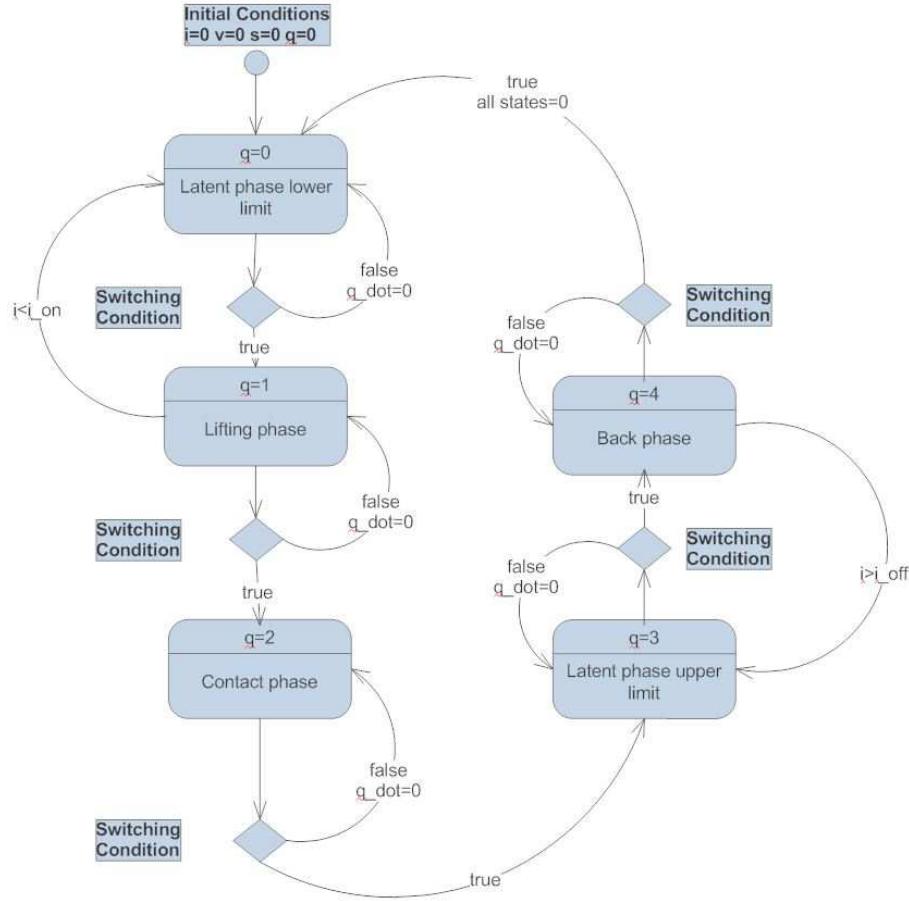 Initial Conditions
i=0 v=0 s=0 q=0
true
all states=0
q=0
Latent phase lower
limit
false
q_dot=0
Switching
Condition
i<i_on
true
q=1
Lifting phase
false
q_dot=0
Switching
Condition
true
q=2
Contact phase
false
q_dot=0
Switching
Condition
true
q=3
Latent phase upper
limit
false
q_dot=0
Switching
Condition
true
i>i_off
q=4
Back phase
false
q_dot=0
Switching
Condition